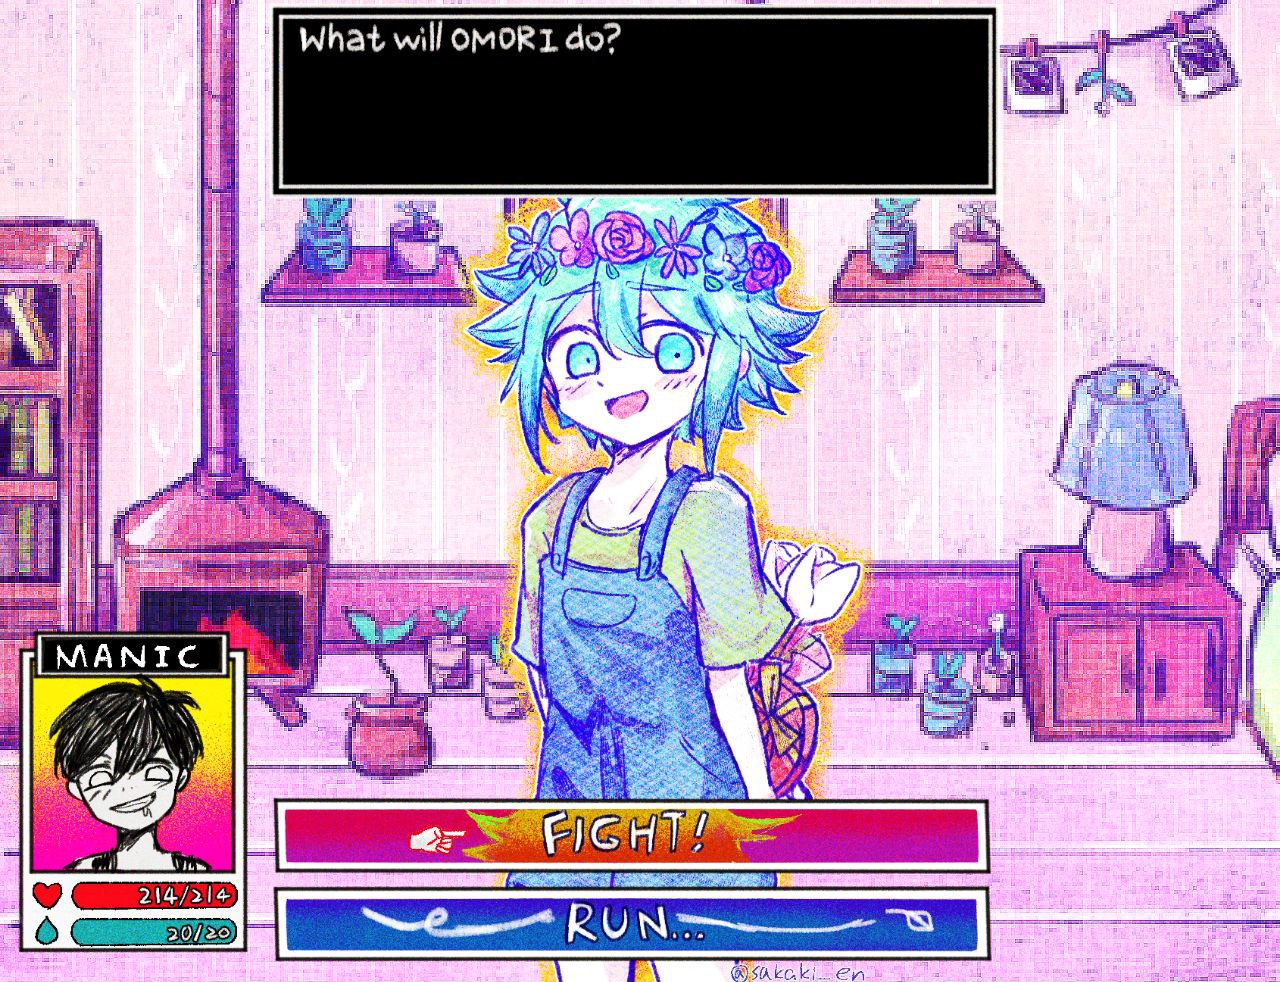 What will OMORI do?
MANIC
214/214
20/20
FIGHT!
RUN...
@sakaki_en